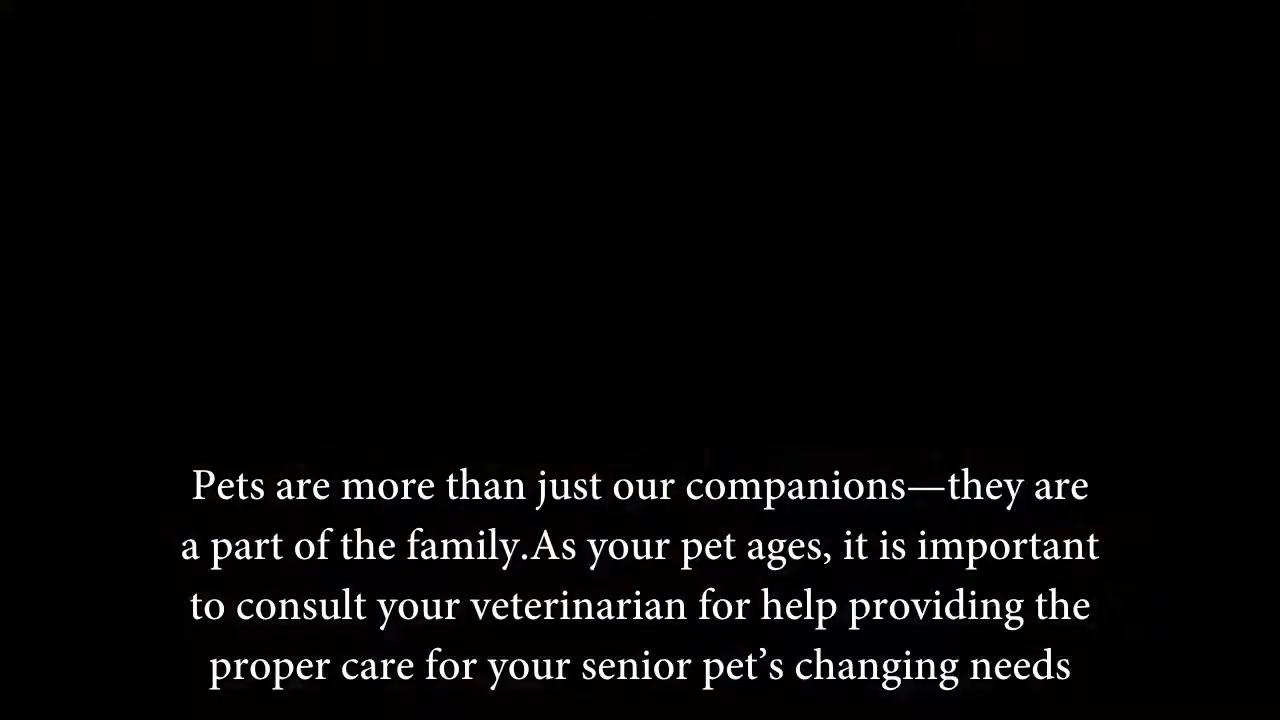 Pets are more than just our companions—they are
a part of the family.As your pet ages, it is important
to consult your veterinarian for help providing the
proper care for your senior pet’s changing needs